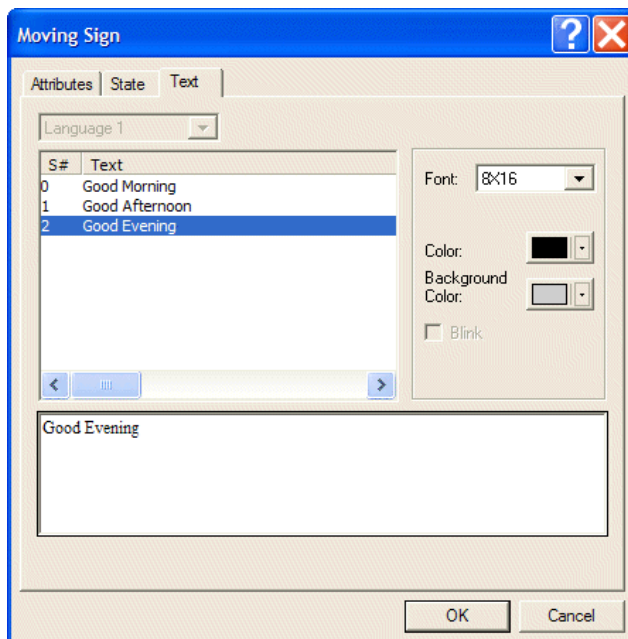 Moving Sign
Attributes State Text
Language 1
S# Text
0 Good Morning
1 Good Afternoon
2 Good Evening
Font: 8X16
Color:
Background
Color:
Blink
Good Evening
OK Cancel